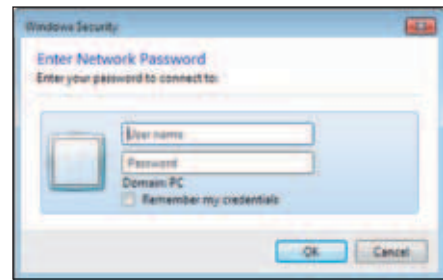 Windows Security
Enter Network Password
Enter your password to connect to:
User name
Password
Domain: PC
Remember my credentials
OK
Cancel